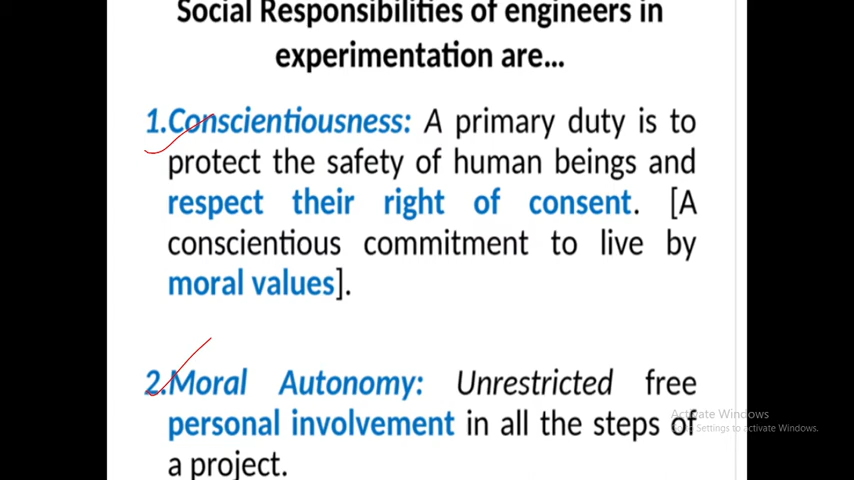 Social Responsibilities of engineers in
experimentation are...
1.Conscientiousness: A primary duty is to
protect the safety of human beings and
respect their right of consent. [A
conscientious commitment to live by
moral values].
2.Moral Autonomy: Unrestricted free
personal involvement in all the steps of
a project.
Activate Windows
Go to Settings to activate Windows.